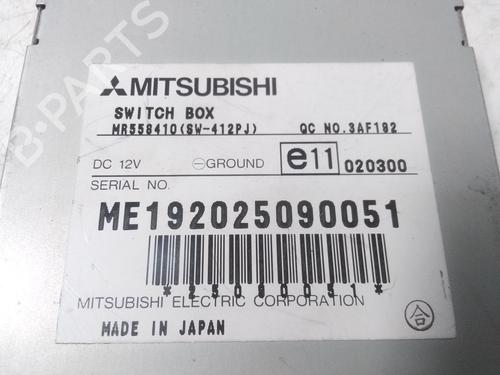 MITSUBISHI
SWITCH BOX
MR558410(SW-412PJ) QC NO.3AF192
DC 12V ⊖GROUND e11 020300
SERIAL NO.
ME192025090051
*25090051*
MITSUBISHI ELECTRIC CORPORATION
MADE IN JAPAN 合
B-PARTS